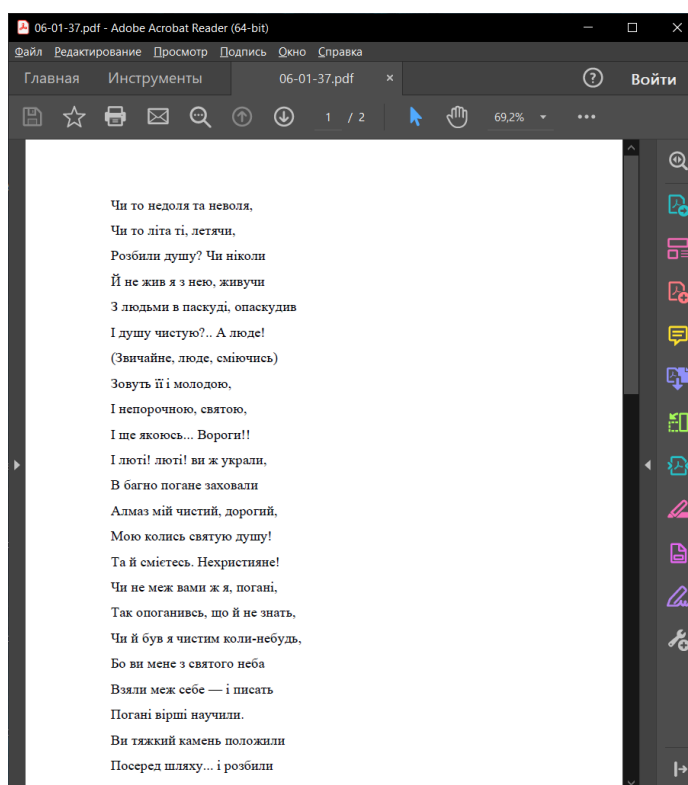 06-01-37.pdf - Adobe Acrobat Reader (64-bit)
Файл Редактирование Просмотр Подпись Окно Справка
Главная Инструменты 06-01-37.pdf × ? Войти
1 / 2 69,2%
Чи то недоля та неволя,
Чи то літа ті, летячи,
Розбили душу? Чи ніколи
Й не жив я з нею, живучи
З людьми в паскуді, опаскудив
І душу чистую?.. А люде!
(Звичайне, люде, сміючись)
Зовуть її і молодою,
І непорочною, святою,
І ще якоюсь... Вороги!!
І люті! люті! ви ж украли,
В багно погане заховали
Алмаз мій чистий, дорогий,
Мою колись святую душу!
Та й смієтесь. Нехристияне!
Чи не меж вами ж я, погані,
Так опоганивсь, що й не знать,
Чи й був я чистим коли-небудь,
Бо ви мене з святого неба
Взяли меж себе — і писать
Погані вірші научили.
Ви тяжкий камень положили
Посеред шляху... і розбили